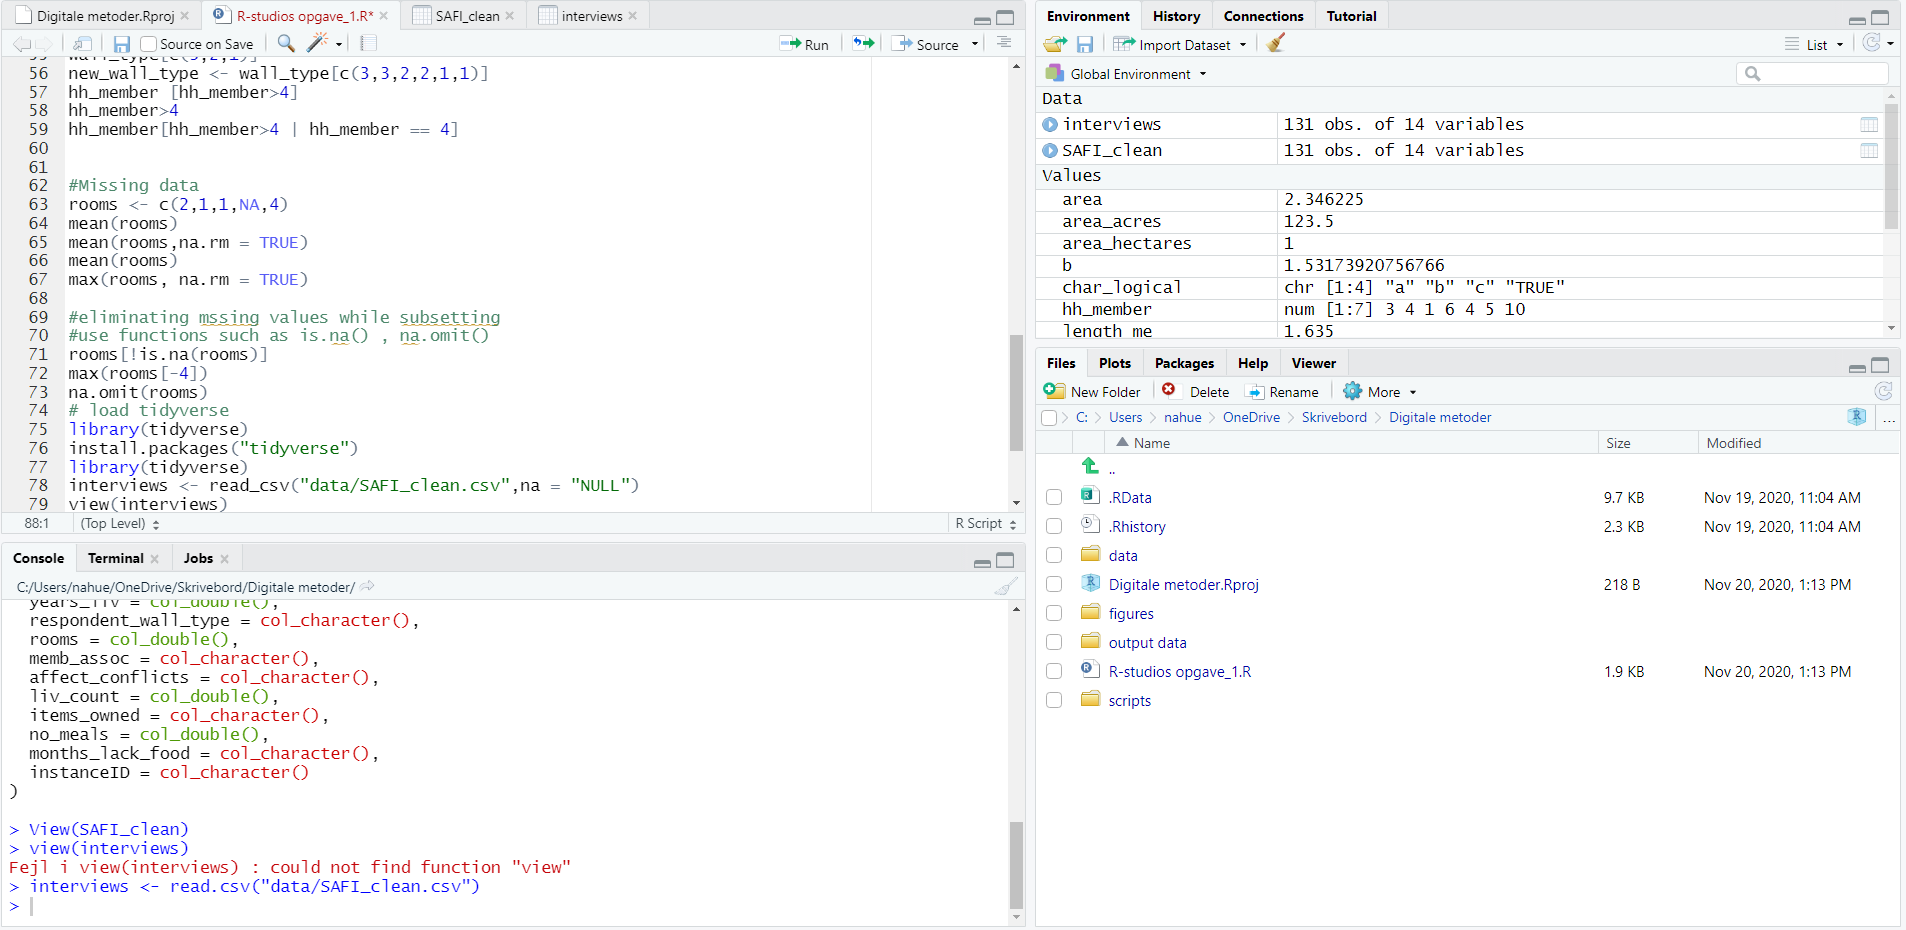 Digitale metoder.Rproj
R-studios opgave_1.R*
SAFI_clean
interviews
Source on Save
Run
Source
wall_type[c(3,2,1)]
56 new_wall_type <- wall_type[c(3,3,2,2,1,1)]
57 hh_member [hh_member>4]
58 hh_member>4
59 hh_member[hh_member>4 | hh_member == 4]
60
61
62 #Missing data
63 rooms <- c(2,1,1,NA,4)
64 mean(rooms)
65 mean(rooms,na.rm = TRUE)
66 mean(rooms)
67 max(rooms, na.rm = TRUE)
68
69 #eliminating mssing values while subsetting
70 #use functions such as is.na() , na.omit()
71 rooms[!is.na(rooms)]
72 max(rooms[-4])
73 na.omit(rooms)
74 # load tidyverse
75 library(tidyverse)
76 install.packages("tidyverse")
77 library(tidyverse)
78 interviews <- read_csv("data/SAFI_clean.csv",na = "NULL")
79 view(interviews)
88:1 (Top Level) R Script
Console Terminal Jobs
C:/Users/nahue/OneDrive/Skrivebord/Digitale metoder/
years_liv = col_double(),
respondent_wall_type = col_character(),
rooms = col_double(),
memb_assoc = col_character(),
affect_conflicts = col_character(),
liv_count = col_double(),
items_owned = col_character(),
no_meals = col_double(),
months_lack_food = col_character(),
instanceID = col_character()
)
> View(SAFI_clean)
> view(interviews)
Fejl i view(interviews) : could not find function "view"
> interviews <- read.csv("data/SAFI_clean.csv")
>
Environment History Connections Tutorial
Import Dataset List
Global Environment
Data
interviews 131 obs. of 14 variables
SAFI_clean 131 obs. of 14 variables
Values
area 2.346225
area_acres 123.5
area_hectares 1
b 1.53173920756766
char_logical chr [1:4] "a" "b" "c" "TRUE"
hh_member num [1:7] 3 4 1 6 4 5 10
length_me 1.635
Files Plots Packages Help Viewer
New Folder Delete Rename More
C: Users nahue OneDrive Skrivebord Digitale metoder ...
Name Size Modified
..
.RData 9.7 KB Nov 19, 2020, 11:04 AM
.Rhistory 2.3 KB Nov 19, 2020, 11:04 AM
data
Digitale metoder.Rproj 218 B Nov 20, 2020, 1:13 PM
figures
output data
R-studios opgave_1.R 1.9 KB Nov 20, 2020, 1:13 PM
scripts